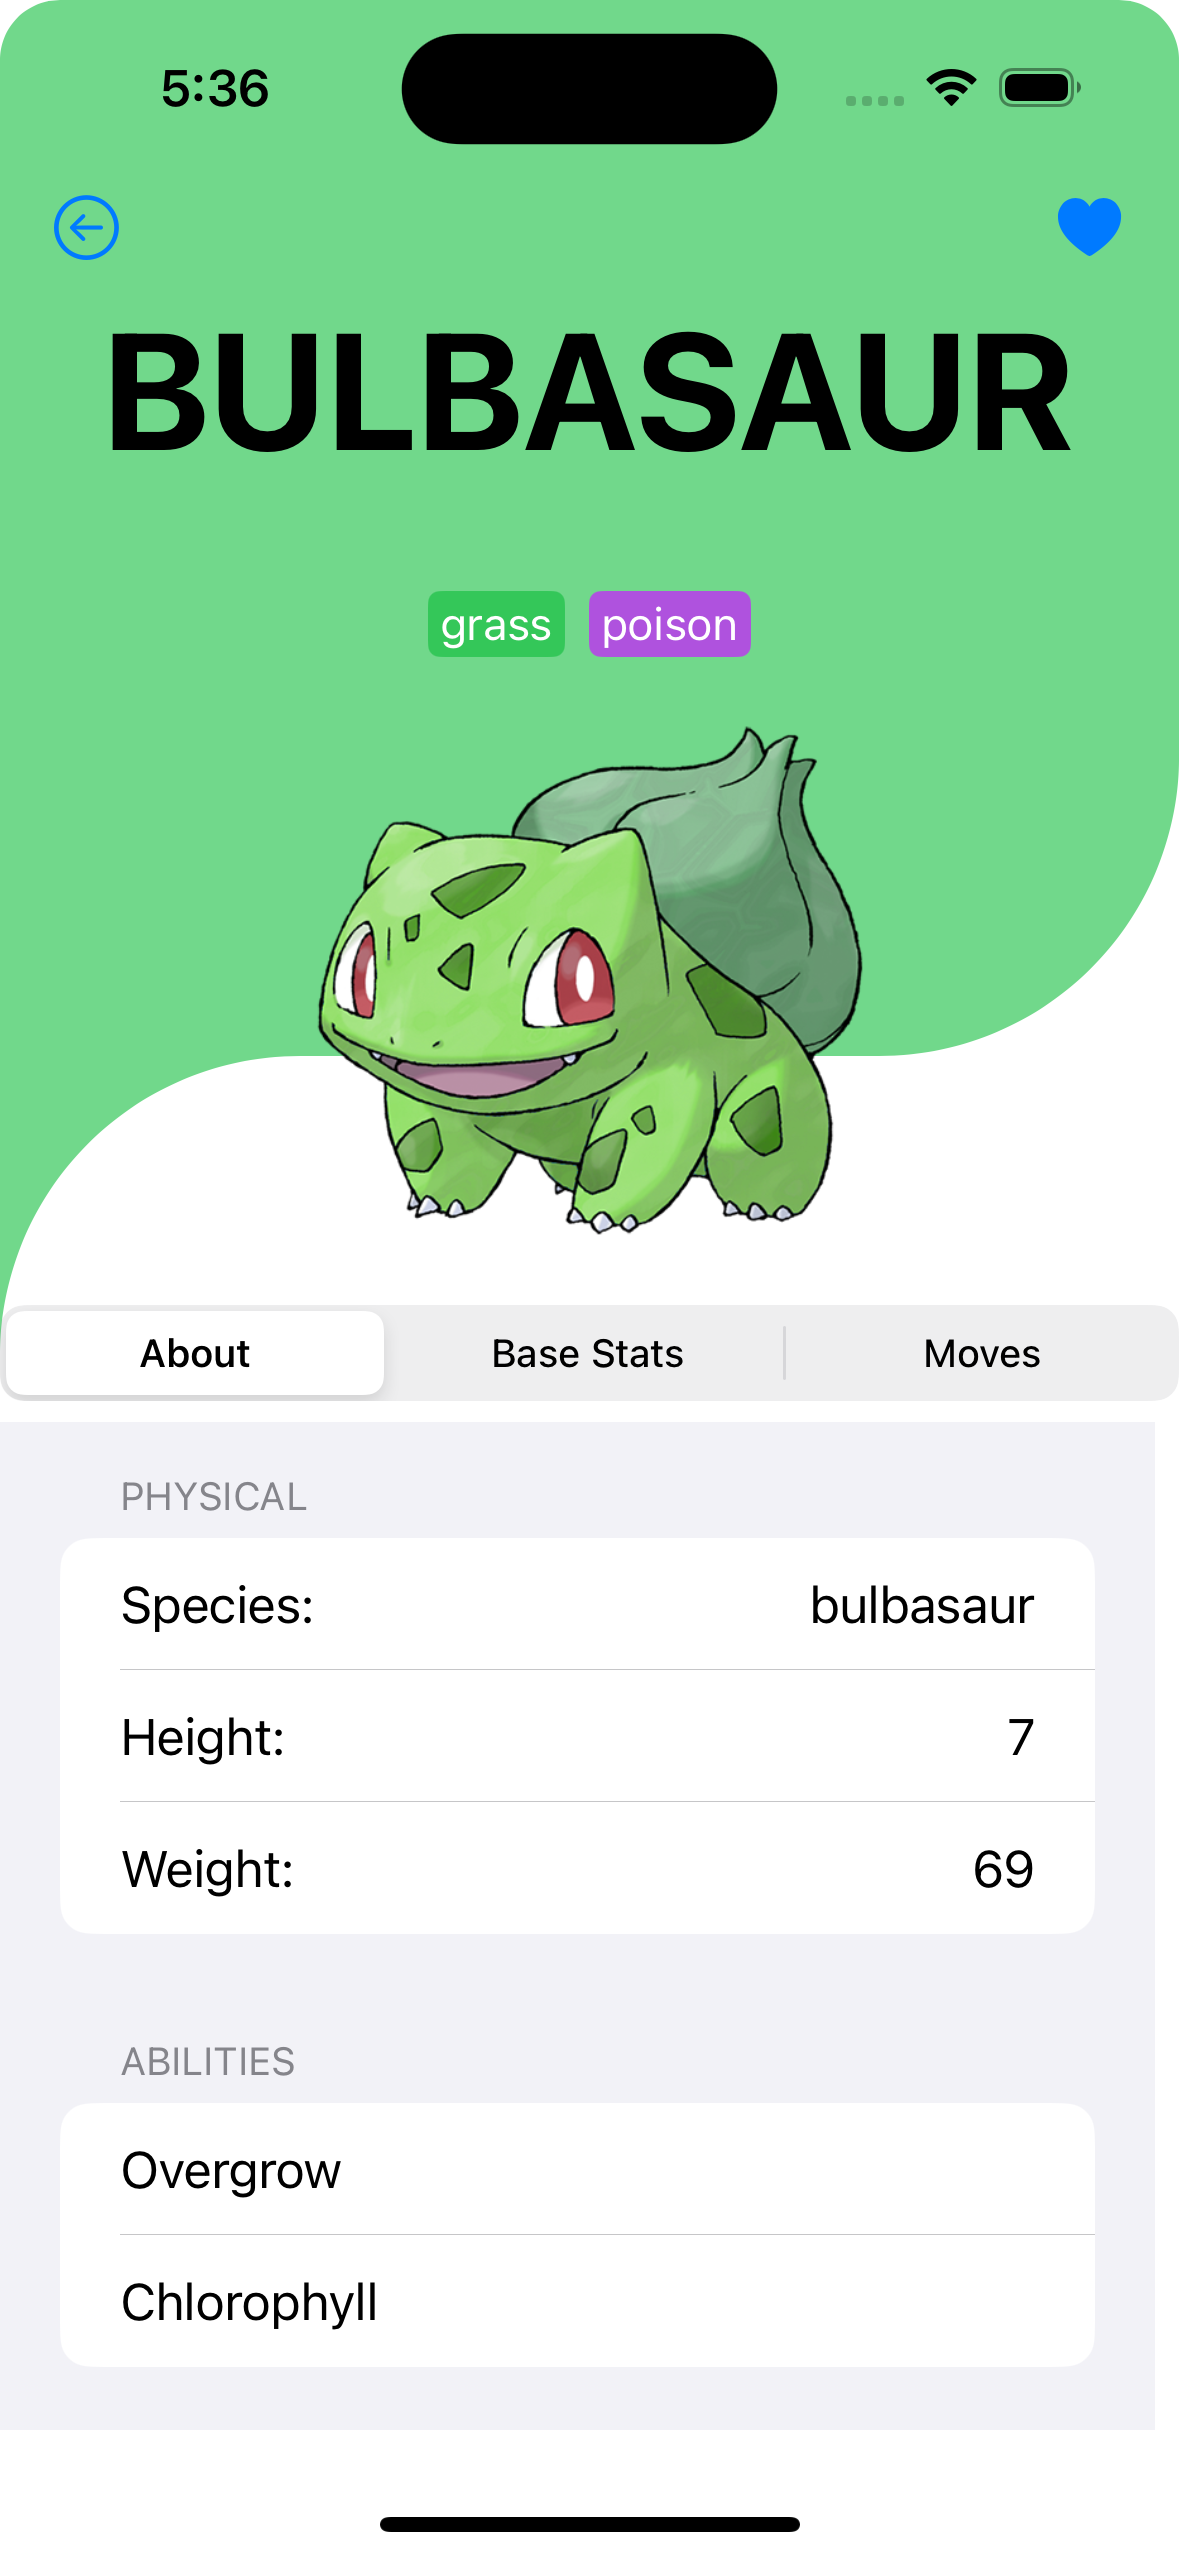 5:36
BULBASAUR
grass poison
About Base Stats Moves
PHYSICAL
Species: bulbasaur
Height: 7
Weight: 69
ABILITIES
Overgrow
Chlorophyll